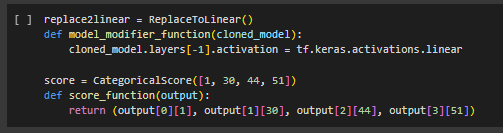 [ ] replace2linear = ReplaceToLinear()
def model_modifier_function(cloned_model):
    cloned_model.layers[-1].activation = tf.keras.activations.linear

score = CategoricalScore([1, 30, 44, 51])
def score_function(output):
    return (output[0][1], output[1][30], output[2][44], output[3][51])